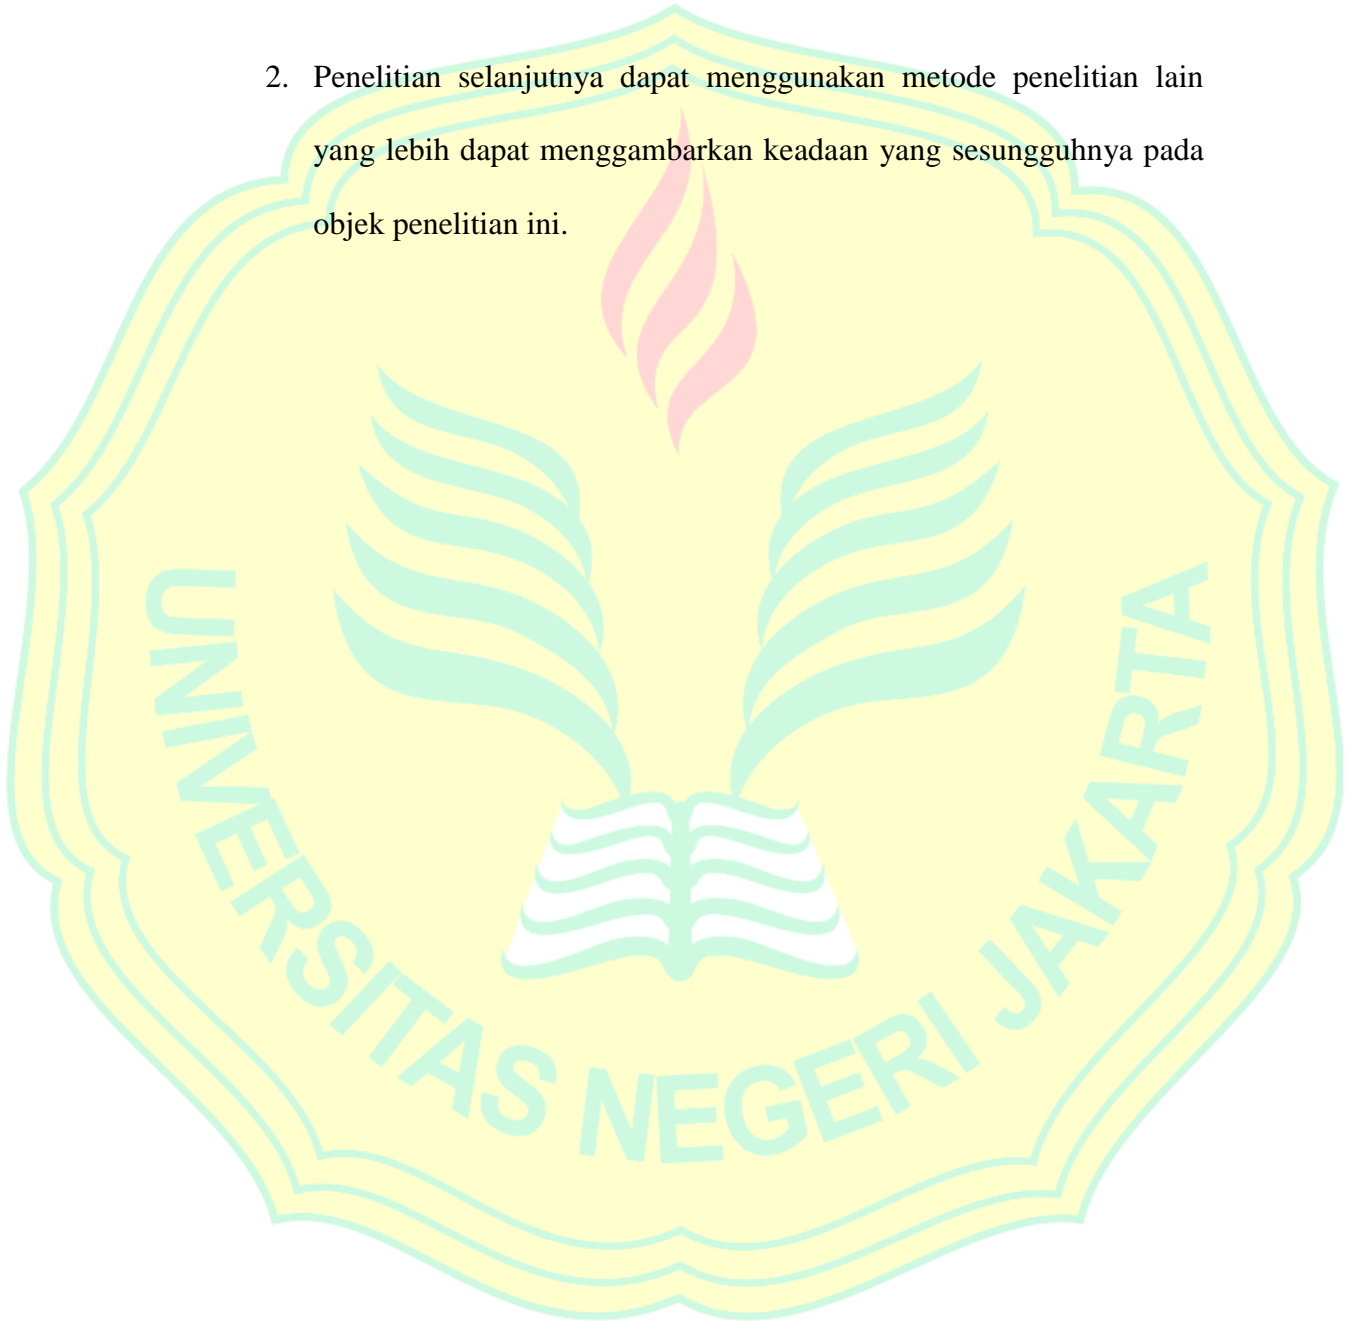 2. Penelitian selanjutnya dapat menggunakan metode penelitian lain
yang lebih dapat menggambarkan keadaan yang sesungguhnya pada
objek penelitian ini.
UNIVERSITAS NEGERI JAKARTA